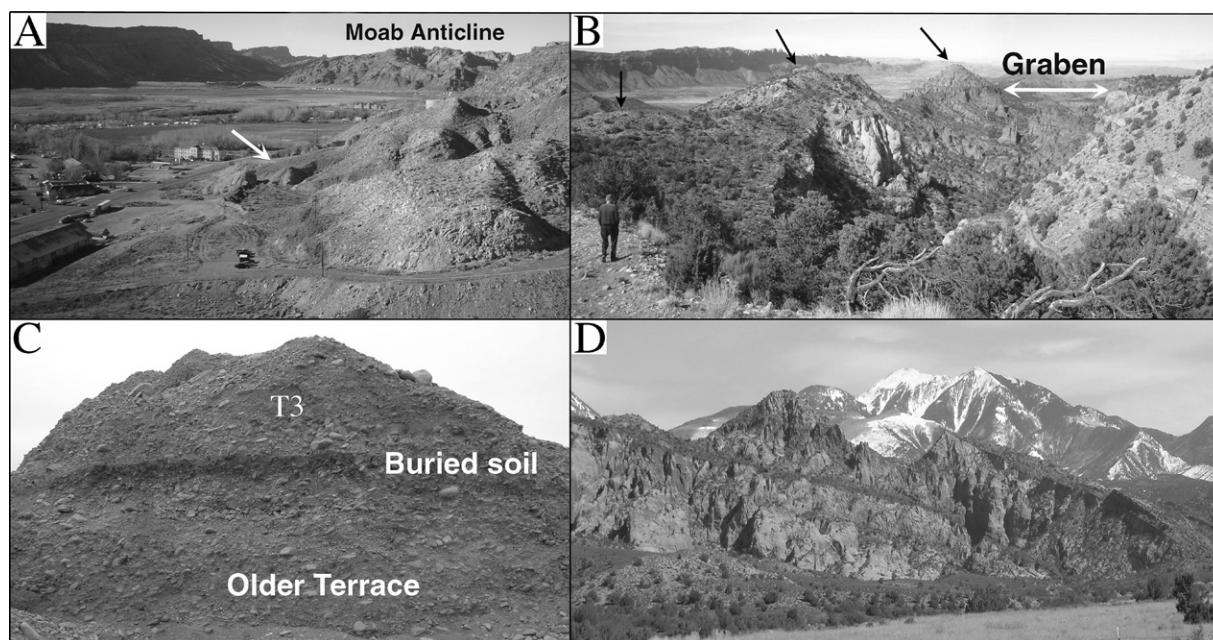 A
Moab Anticline
B
Graben
C
T3
Buried soil
Older Terrace
D